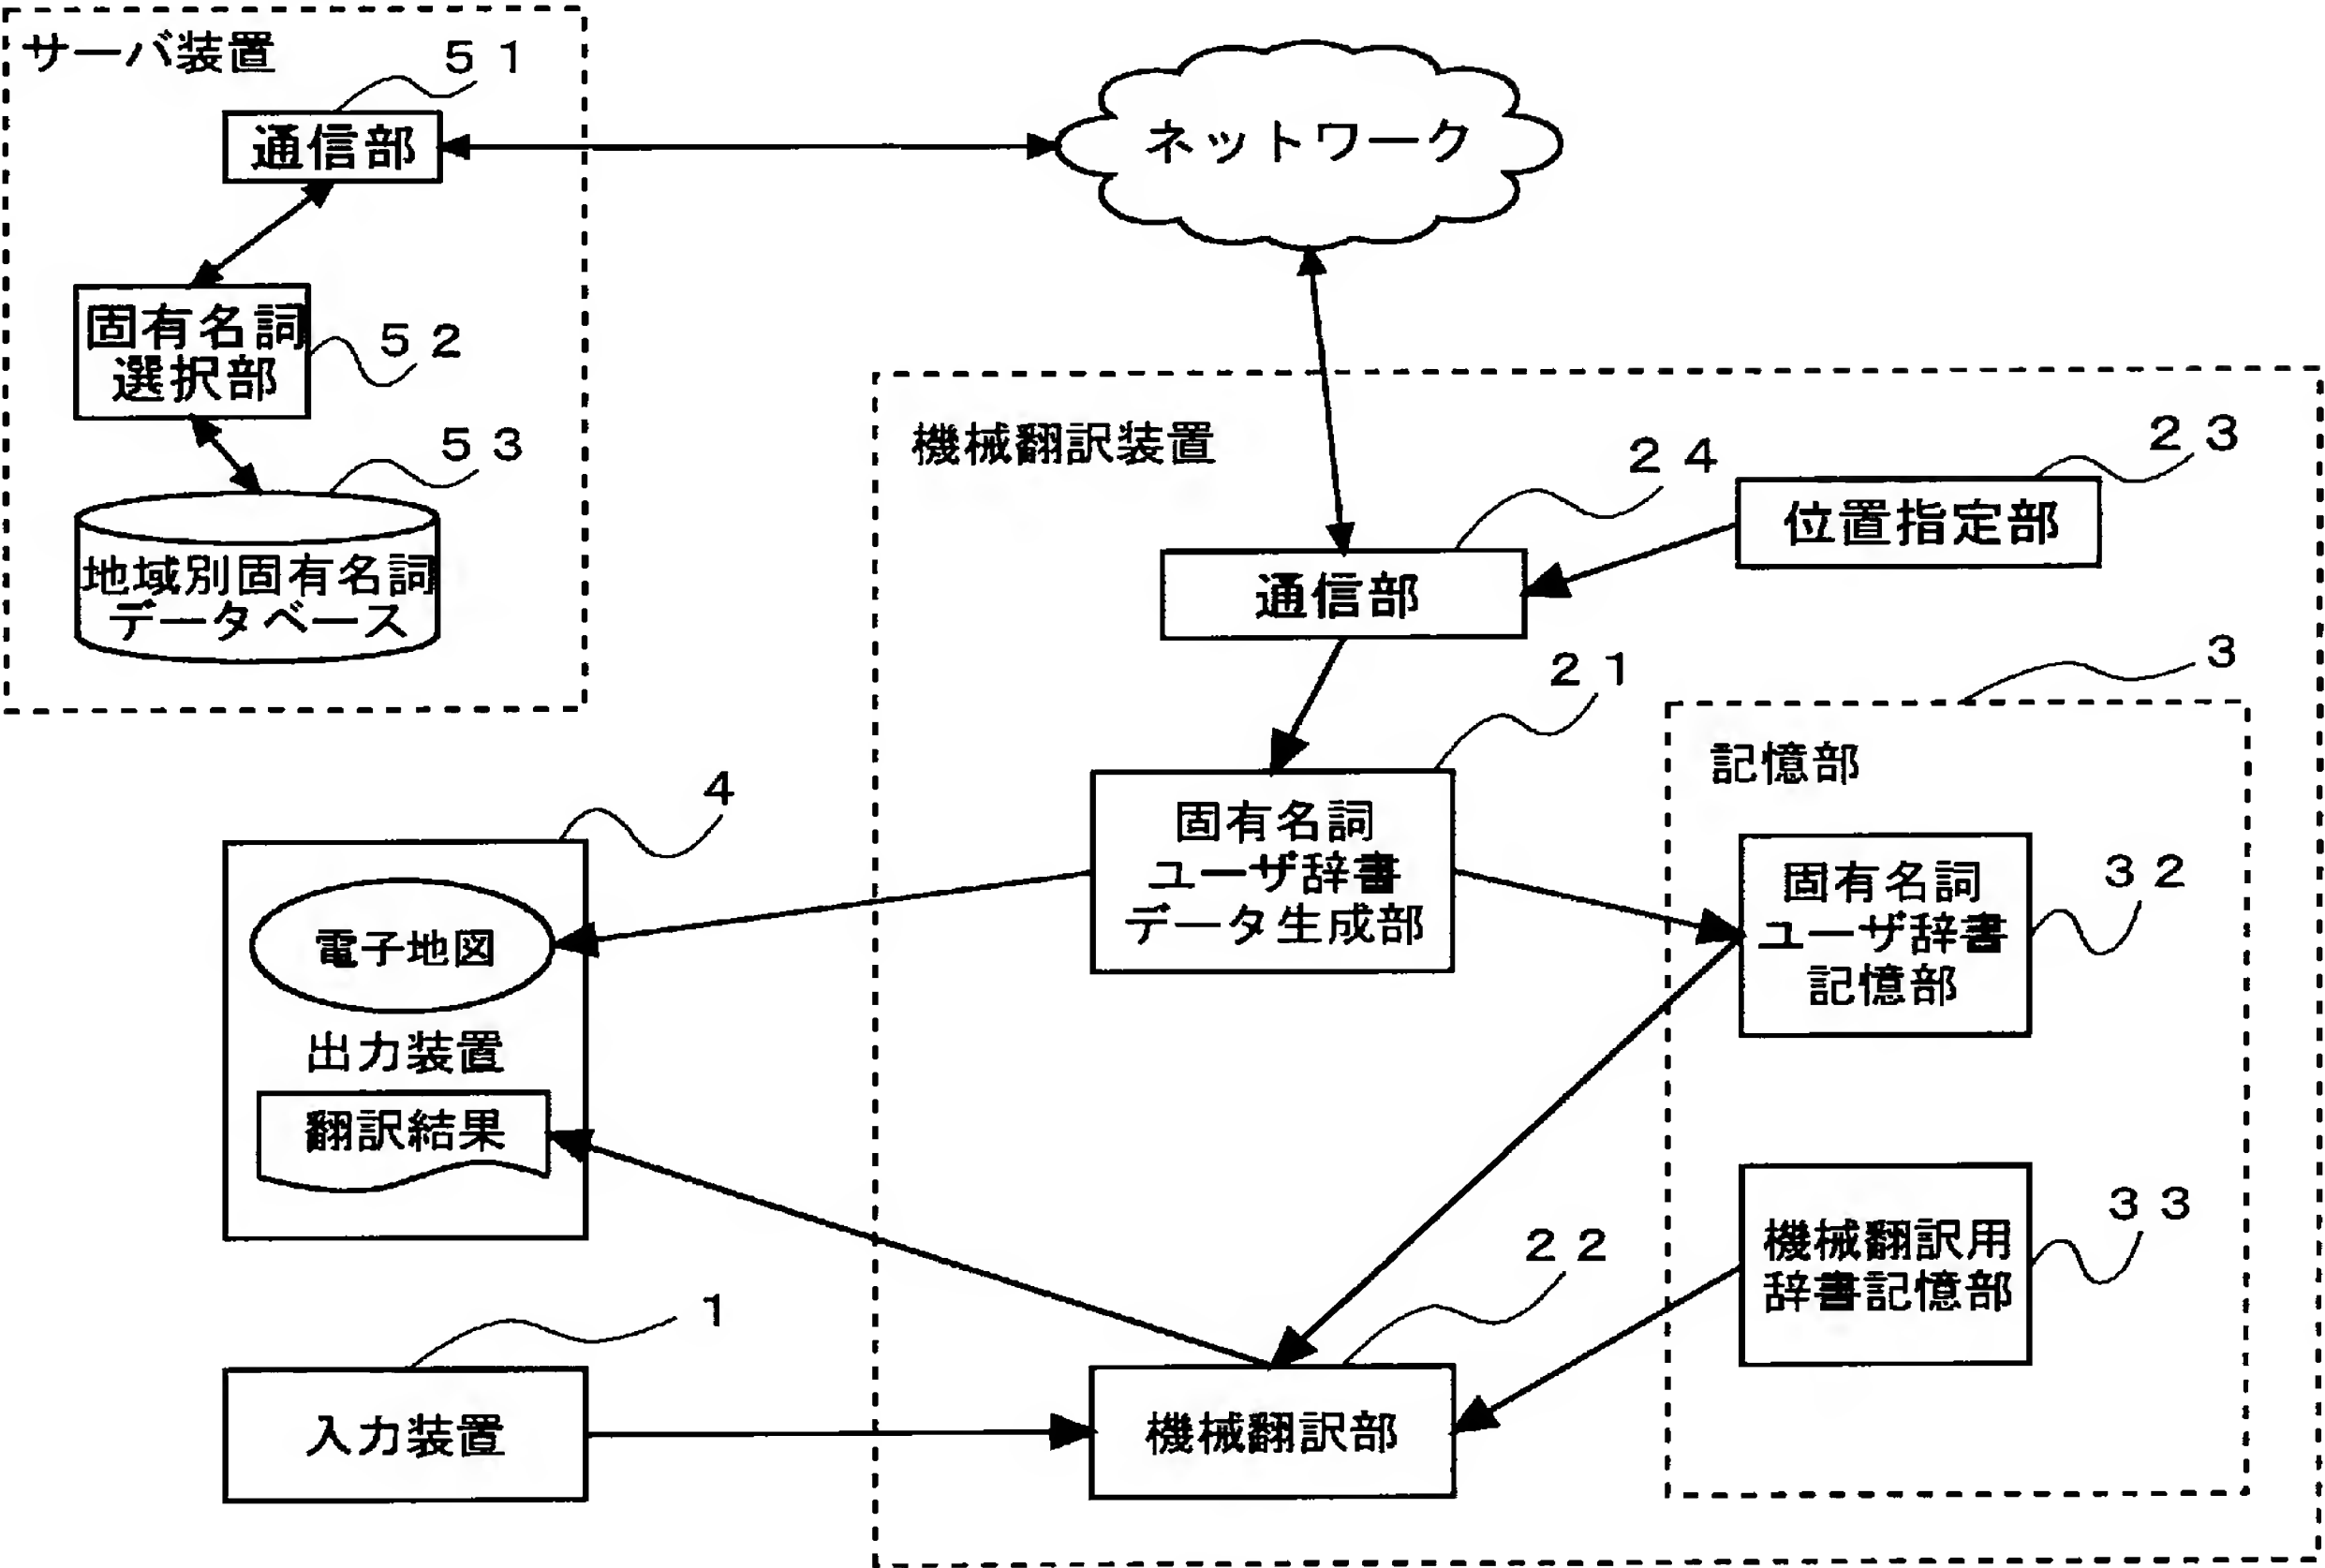 サーバ装置
51
通信部
ネットワーク
固有名詞
選択部
52
53
地域別固有名詞
データベース
機械翻訳装置
24
23
位置指定部
通信部
21
3
記憶部
固有名詞
ユーザ辞書
データ生成部
固有名詞
ユーザ辞書
記憶部
32
4
電子地図
出力装置
翻訳結果
33
機械翻訳用
辞書記憶部
22
1
入力装置
機械翻訳部